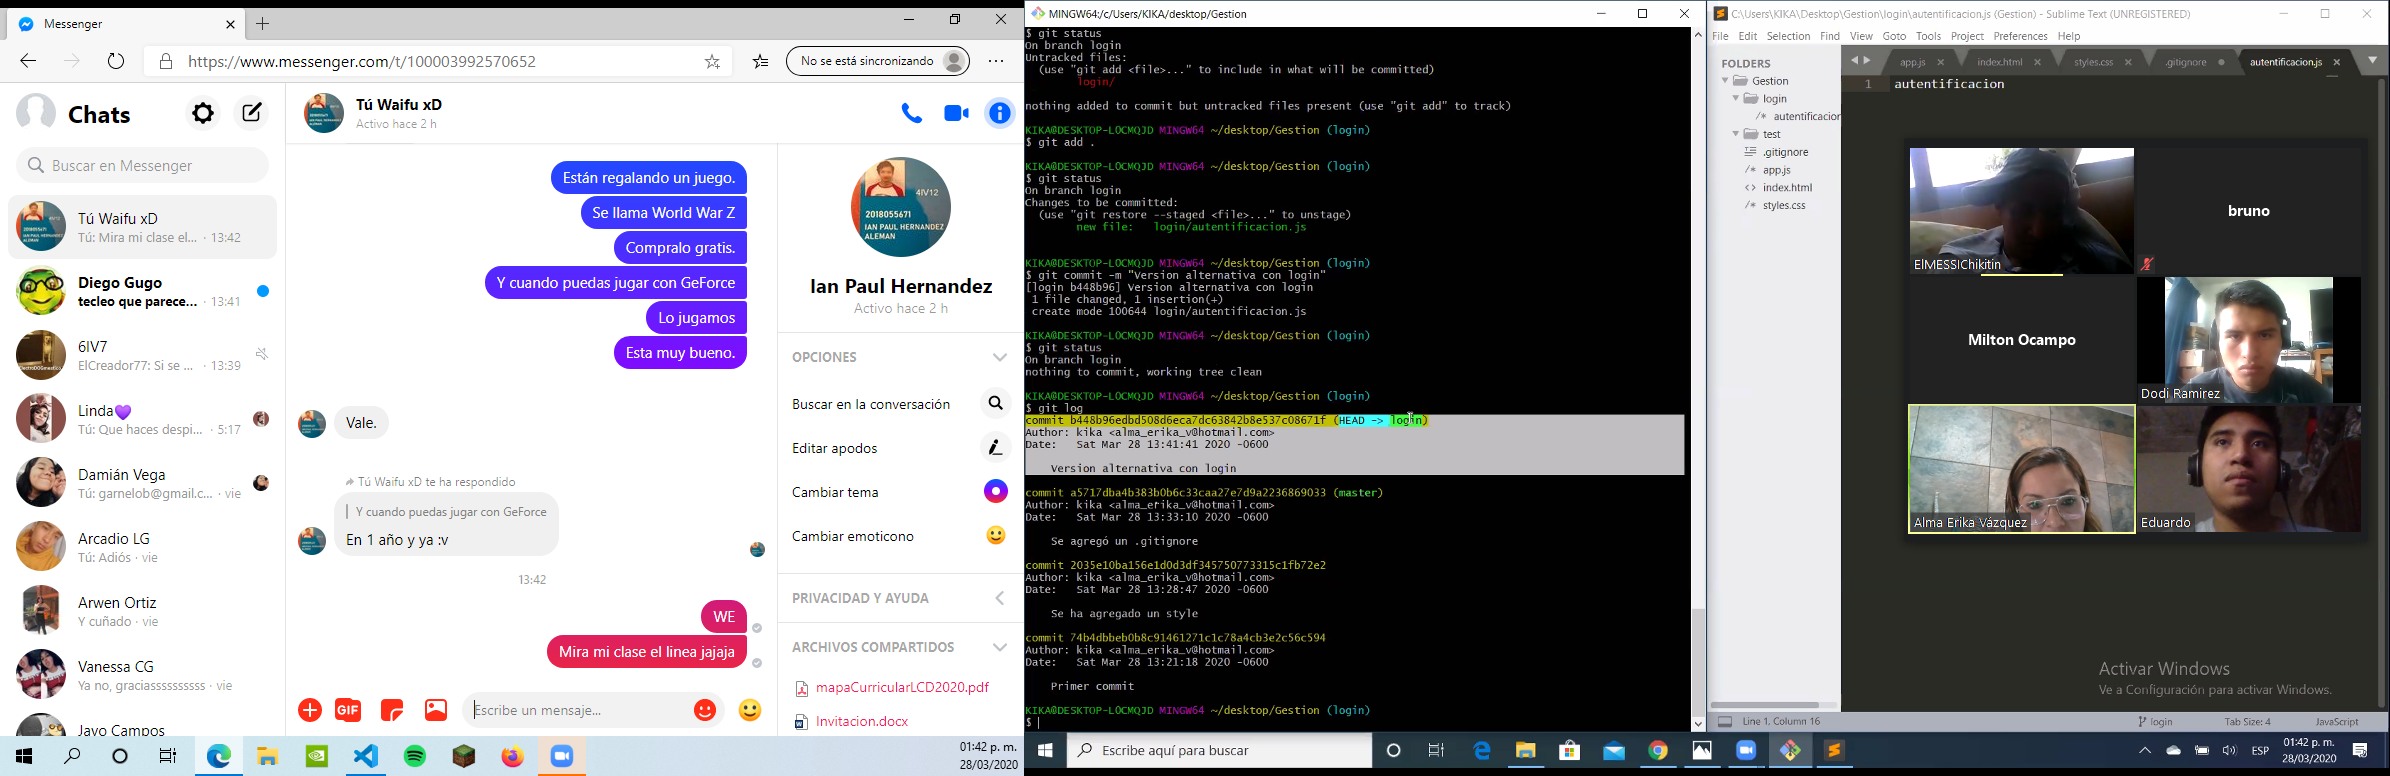 Messenger
https://www.messenger.com/t/100003992570652
No se está sincronizando
Chats
Buscar en Messenger
Tú Waifu xD
Tú: Mira mi clase el... · 13:42
Diego Gugo
tecleo que parece... · 13:41
6IV7
ElCreador77: Si se ... · 13:39
Linda💜
Tú: Que haces despi... · 5:17
Damián Vega
Tú: garnelob@gmail.c... · vie
Arcadio LG
Tú: Adiós · vie
Arwen Ortiz
Y cuñado · vie
Vanessa CG
Ya no, graciasssssssssss · vie
Javo Campos
Tú Waifu xD
Activo hace 2 h
Están regalando un juego.
Se llama World War Z
Compralo gratis.
Y cuando puedas jugar con GeForce
Lo jugamos
Esta muy bueno.
Vale.
Tú Waifu xD te ha respondido
Y cuando puedas jugar con GeForce
En 1 año y ya :v
13:42
WE
Mira mi clase el linea jajaja
GIF
Escribe un mensaje...
4IV12
2018055671
IAN PAUL HERNANDEZ
ALEMAN
Ian Paul Hernandez
Activo hace 2 h
OPCIONES
Buscar en la conversación
Editar apodos
Cambiar tema
Cambiar emoticono
PRIVACIDAD Y AYUDA
ARCHIVOS COMPARTIDOS
mapaCurricularLCD2020.pdf
Invitacion.docx
01:42 p. m.
28/03/2020
MINGW64:/c/Users/KIKA/desktop/Gestion
$ git status
On branch login
Untracked files:
(use "git add <file>..." to include in what will be committed)
login/
nothing added to commit but untracked files present (use "git add" to track)
KIKA@DESKTOP-LOCMQJD MINGW64 ~/desktop/Gestion (login)
$ git add .
KIKA@DESKTOP-LOCMQJD MINGW64 ~/desktop/Gestion (login)
$ git status
On branch login
Changes to be committed:
(use "git restore --staged <file>..." to unstage)
new file:   login/autentificacion.js
KIKA@DESKTOP-LOCMQJD MINGW64 ~/desktop/Gestion (login)
$ git commit -m "Version alternativa con login"
[login b448b96] Version alternativa con login
1 file changed, 1 insertion(+)
create mode 100644 login/autentificacion.js
KIKA@DESKTOP-LOCMQJD MINGW64 ~/desktop/Gestion (login)
$ git status
On branch login
nothing to commit, working tree clean
KIKA@DESKTOP-LOCMQJD MINGW64 ~/desktop/Gestion (login)
$ git log
commit b448b96edbd508d6eca7dc63842b8e537c08671f (HEAD -> login)
Author: kika <alma_erika_v@hotmail.com>
Date:   Sat Mar 28 13:41:41 2020 -0600
Version alternativa con login
commit a5717dba4b383b0b6c33caa27e7d9a2236869033 (master)
Author: kika <alma_erika_v@hotmail.com>
Date:   Sat Mar 28 13:33:10 2020 -0600
Se agregó un .gitignore
commit 2035e10ba156e1d0d3df345750773315c1fb72e2
Author: kika <alma_erika_v@hotmail.com>
Date:   Sat Mar 28 13:28:47 2020 -0600
Se ha agregado un style
commit 74b4dbbeb0b8c91461271c1c78a4cb3e2c56c594
Author: kika <alma_erika_v@hotmail.com>
Date:   Sat Mar 28 13:21:18 2020 -0600
Primer commit
KIKA@DESKTOP-LOCMQJD MINGW64 ~/desktop/Gestion (login)
$
C:\Users\KIKA\Desktop\Gestion\login\autentificacion.js (Gestion) - Sublime Text (UNREGISTERED)
File Edit Selection Find View Goto Tools Project Preferences Help
FOLDERS
Gestion
login
/* autentificacion
test
.gitignore
/* app.js
<> index.html
/* styles.css
app.js
index.html
styles.css
.gitignore
autentificacion.js
1 autentificacion
ElMESSIChikitin
bruno
Milton Ocampo
Dodi Ramirez
Alma Erika Vázquez
Eduardo
Activar Windows
Ve a Configuración para activar Windows.
Line 1, Column 16
login
Tab Size: 4
JavaScript
Escribe aquí para buscar
ESP
01:42 p. m.
28/03/2020